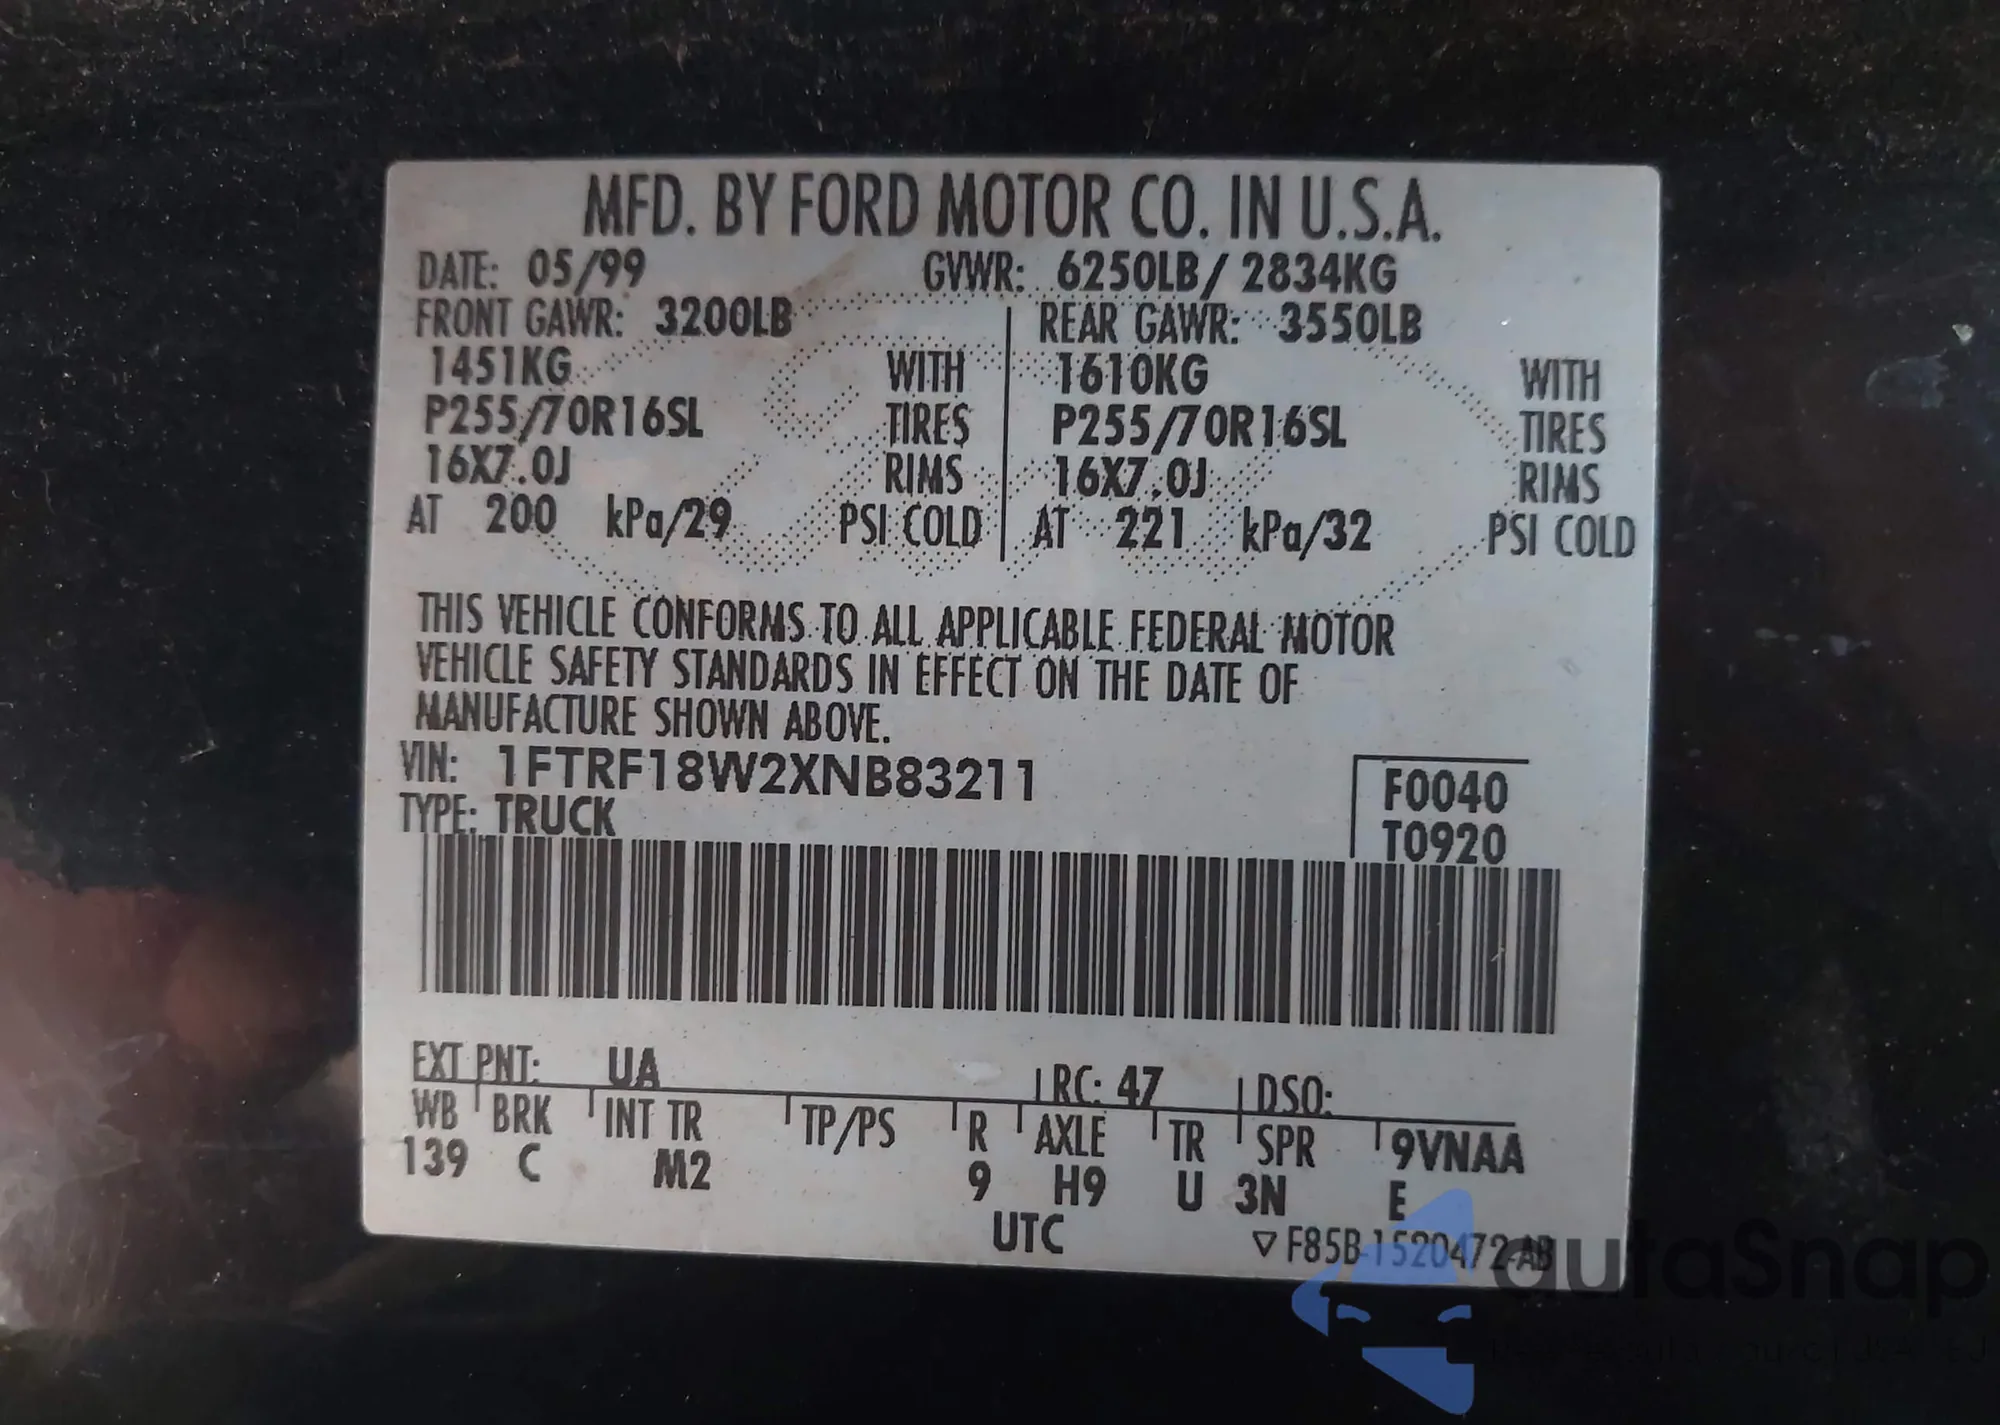 MFD. BY FORD MOTOR CO. IN U.S.A.
DATE: 05/99 GVWR: 6250LB/ 2834KG
FRONT GAWR: 3200LB REAR GAWR: 3550LB
1451KG WITH 1610KG WITH
P255/70R16SL TIRES P255/70R16SL TIRES
16X7.0J RIMS 16X7.0J RIMS
AT 200 kPa/29 PSI COLD AT 221 kPa/32 PSI COLD
THIS VEHICLE CONFORMS TO ALL APPLICABLE FEDERAL MOTOR
VEHICLE SAFETY STANDARDS IN EFFECT ON THE DATE OF
MANUFACTURE SHOWN ABOVE.
VIN: 1FTRF18W2XNB83211 F0040
TYPE: TRUCK T0920
EXT PNT: UA RC: 47 DSO:
WB BRK INT TR TP/PS R AXLE TR SPR 9VNAA
139 C M2 9 H9 U 3N E
UTC ▽ F85B-1520472-AB
autaSnap